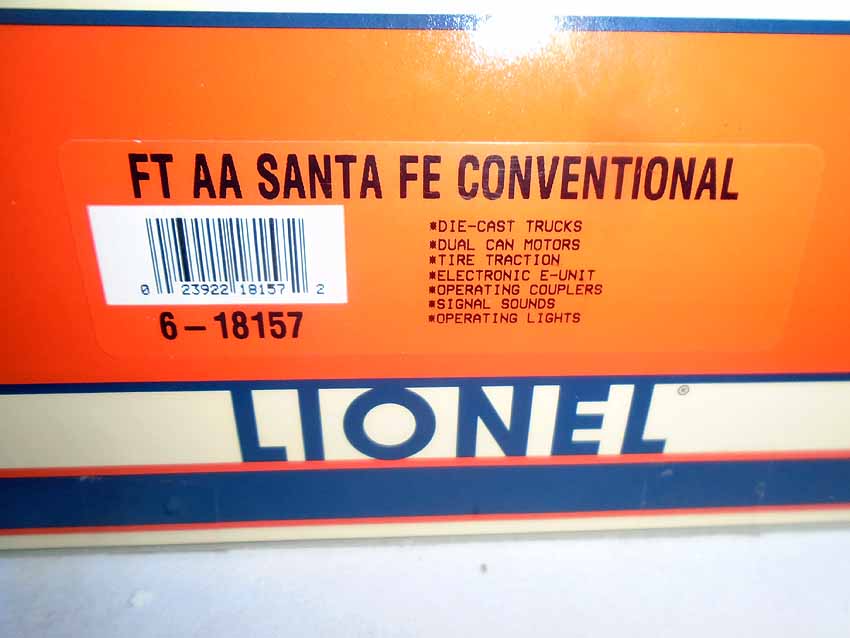 FT AA SANTA FE CONVENTIONAL
*DIE-CAST TRUCKS
*DUAL CAN MOTORS
*TIRE TRACTION
*ELECTRONIC E-UNIT
*OPERATING COUPLERS
*SIGNAL SOUNDS
*OPERATING LIGHTS
0 23922 18157 2
6-18157
LIONEL®